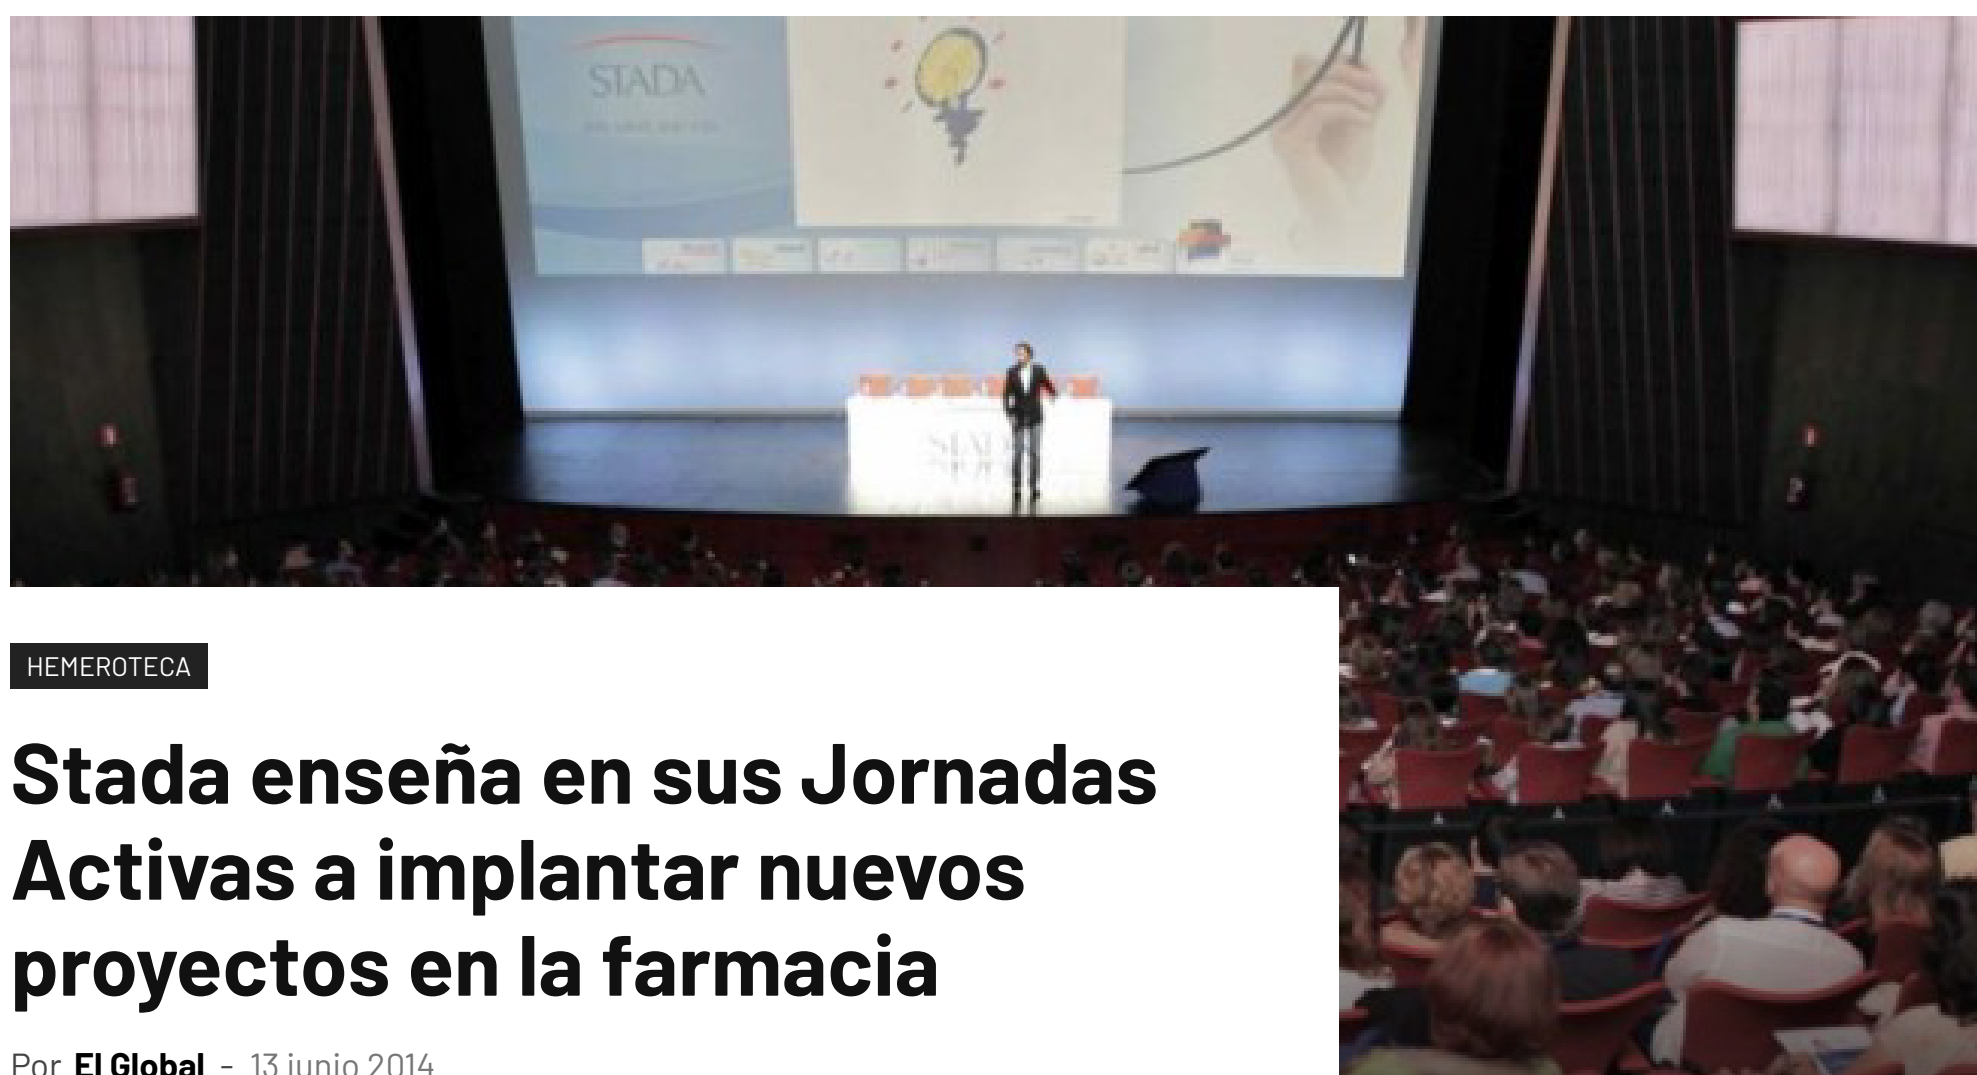 STADA
HEMEROTECA
Stada enseña en sus Jornadas
Activas a implantar nuevos
proyectos en la farmacia
Por El Global - 13 junio 2014